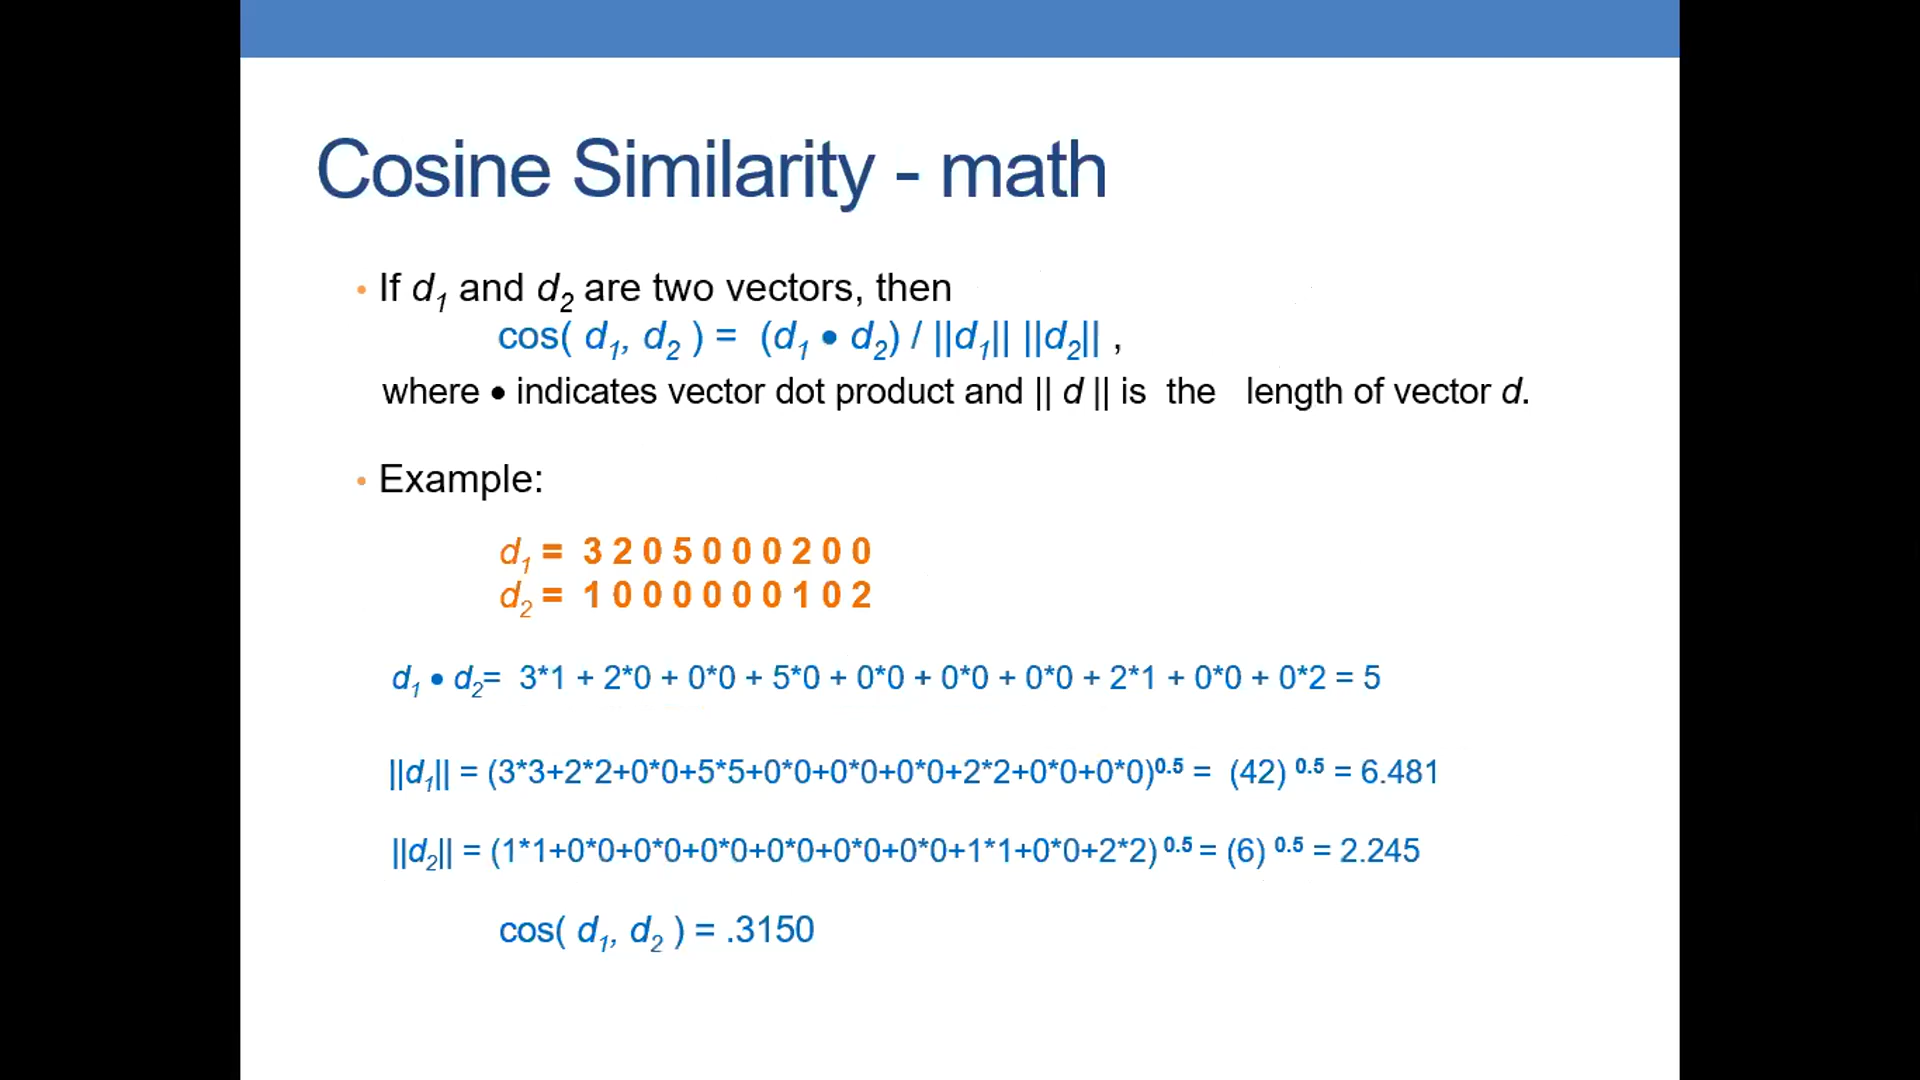 Cosine Similarity - math
• If d1 and d2 are two vectors, then
cos( d1, d2 ) = (d1 • d2) / ||d1|| ||d2|| ,
where • indicates vector dot product and || d || is the length of vector d.
• Example:
d1 = 3 2 0 5 0 0 0 2 0 0
d2 = 1 0 0 0 0 0 0 1 0 2
d1 • d2= 3*1 + 2*0 + 0*0 + 5*0 + 0*0 + 0*0 + 0*0 + 2*1 + 0*0 + 0*2 = 5
||d1|| = (3*3+2*2+0*0+5*5+0*0+0*0+0*0+2*2+0*0+0*0)0.5 = (42) 0.5 = 6.481
||d2|| = (1*1+0*0+0*0+0*0+0*0+0*0+0*0+1*1+0*0+2*2) 0.5 = (6) 0.5 = 2.245
cos( d1, d2 ) = .3150